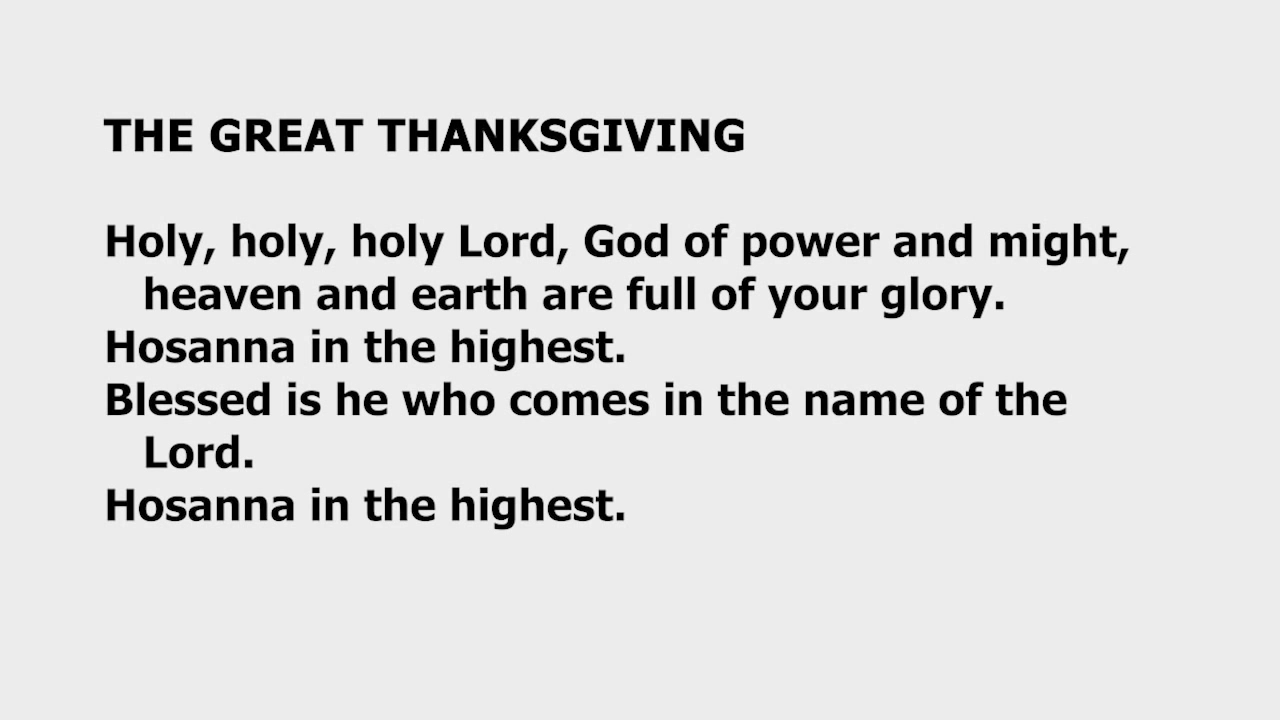 THE GREAT THANKSGIVING
Holy, holy, holy Lord, God of power and might,
heaven and earth are full of your glory.
Hosanna in the highest.
Blessed is he who comes in the name of the
Lord.
Hosanna in the highest.